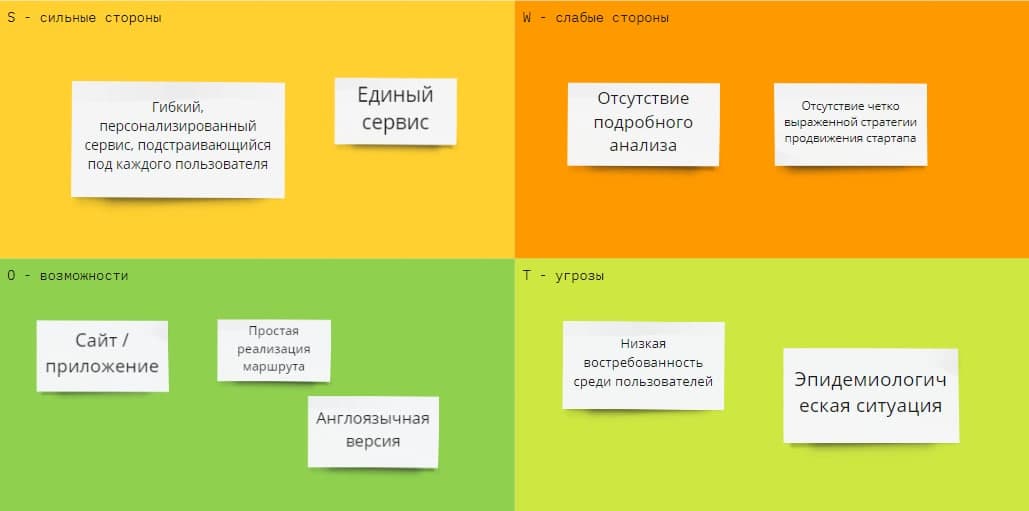 S - сильные стороны
Гибкий,
персонализированный
сервис, подстраивающийся
под каждого пользователя
Единый
сервис
W - слабые стороны
Отсутствие
подробного
анализа
Отсутствие четко
выраженной стратегии
продвижения стартапа
O - возможности
Сайт /
приложение
Простая
реализация
маршрута
Англоязычная
версия
T - угрозы
Низкая
востребованность
среди пользователей
Эпидемиологич
еская ситуация